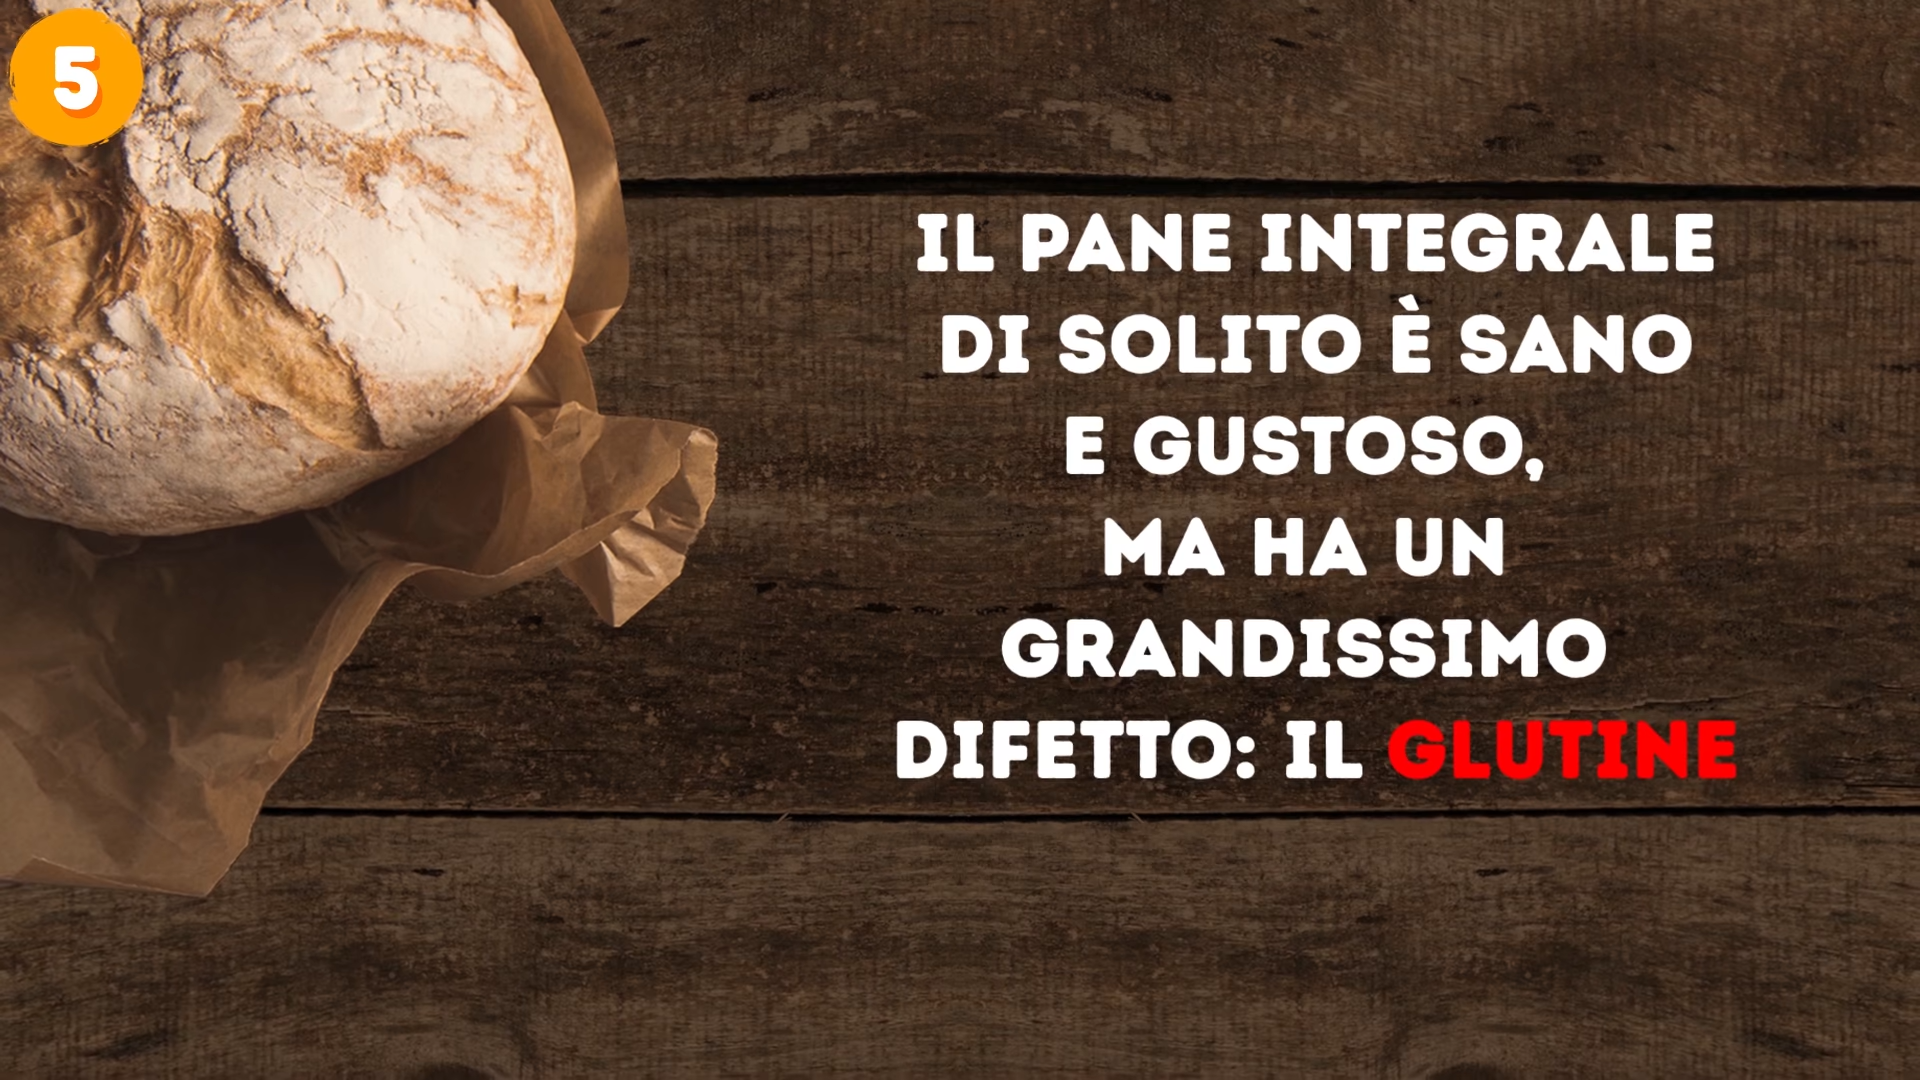 5
IL PANE INTEGRALE
DI SOLITO È SANO
E GUSTOSO,
MA HA UN
GRANDISSIMO
DIFETTO: IL GLUTINE